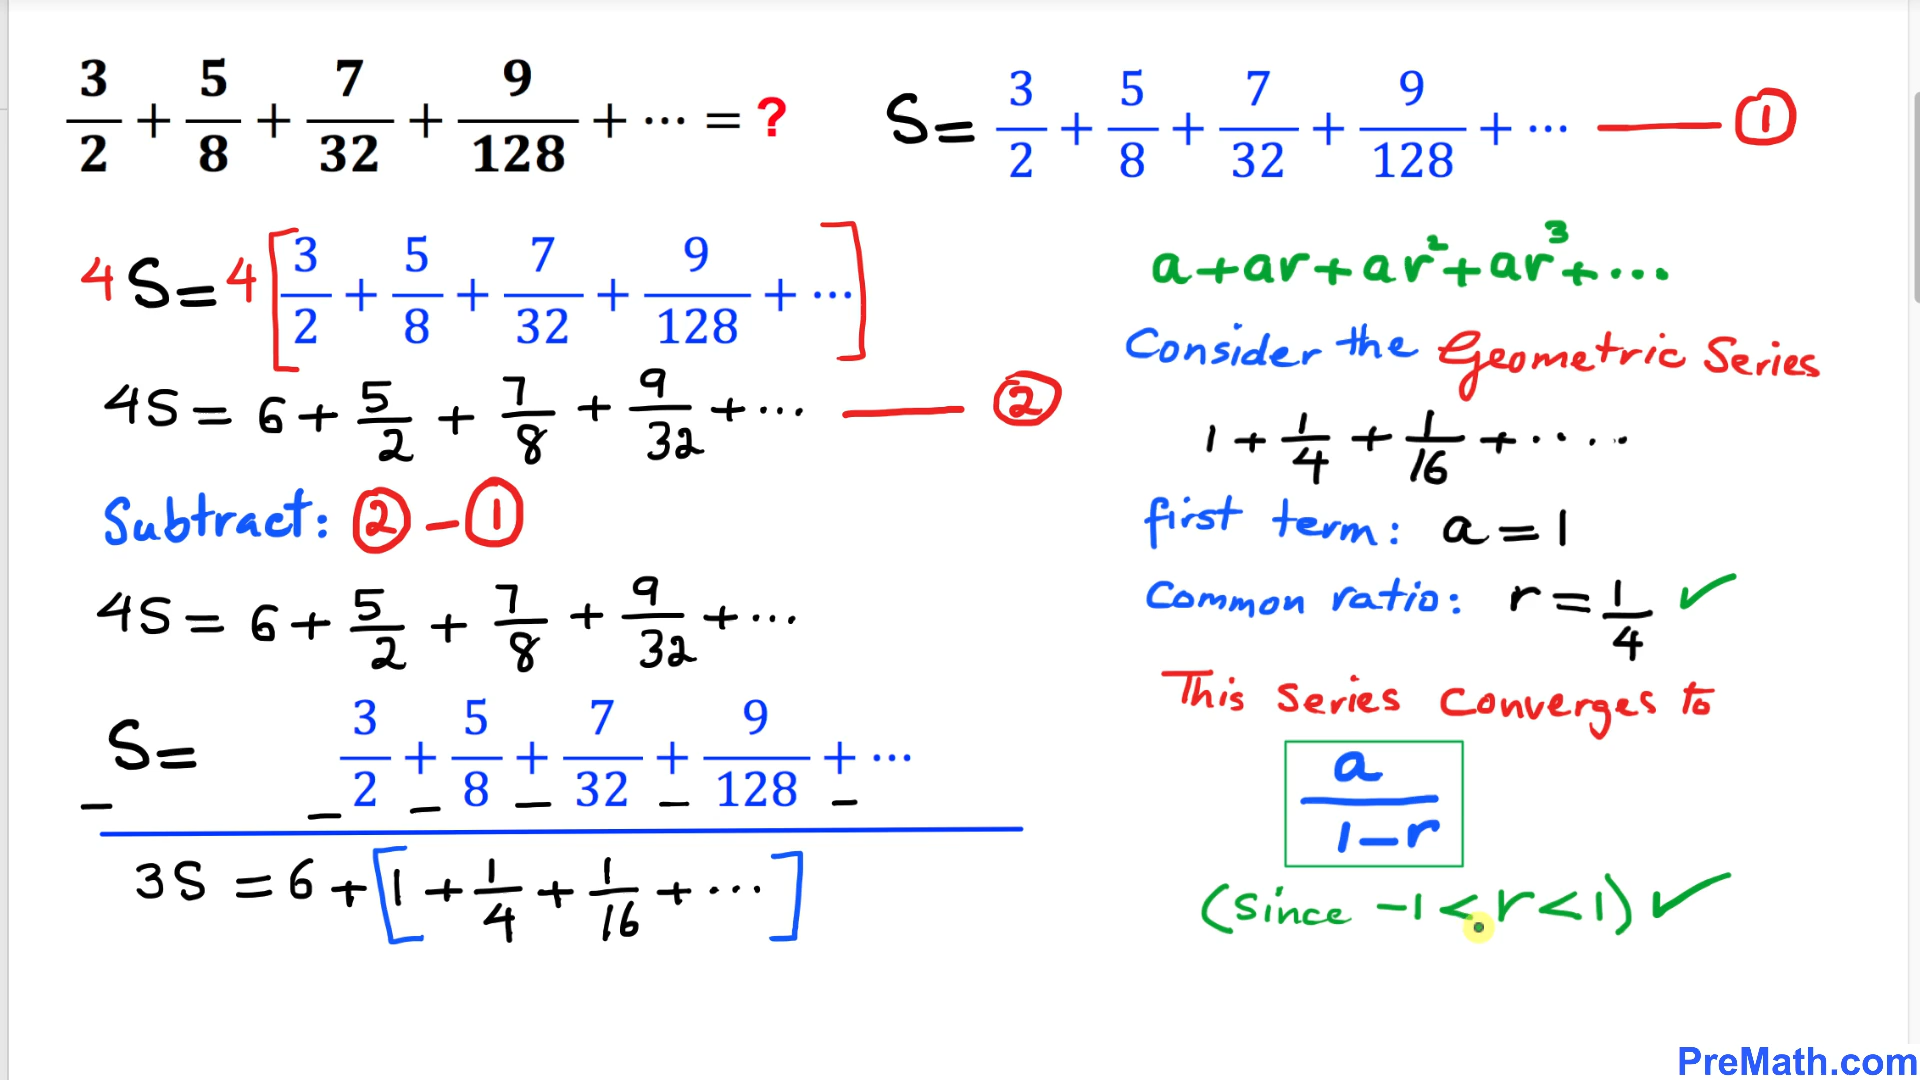 3/2 + 5/8 + 7/32 + 9/128 + ⋯ = ?
S = 3/2 + 5/8 + 7/32 + 9/128 + ⋯ —— ①
4S = 4[3/2 + 5/8 + 7/32 + 9/128 + ⋯]
4S = 6 + 5/2 + 7/8 + 9/32 + ⋯ —— ②
Subtract: ② – ①
4S = 6 + 5/2 + 7/8 + 9/32 + ⋯
S = 3/2 + 5/8 + 7/32 + 9/128 + ⋯
– – – – – –
3S = 6 + [1 + 1/4 + 1/16 + ⋯]
a + ar + ar² + ar³ + ⋯
Consider the Geometric Series
1 + 1/4 + 1/16 + ⋯⋅
first term: a = 1
Common ratio: r = 1/4 ✓
This Series Converges to
a/(1 – r)
(Since –1 < r < 1) ✓
PreMath.com